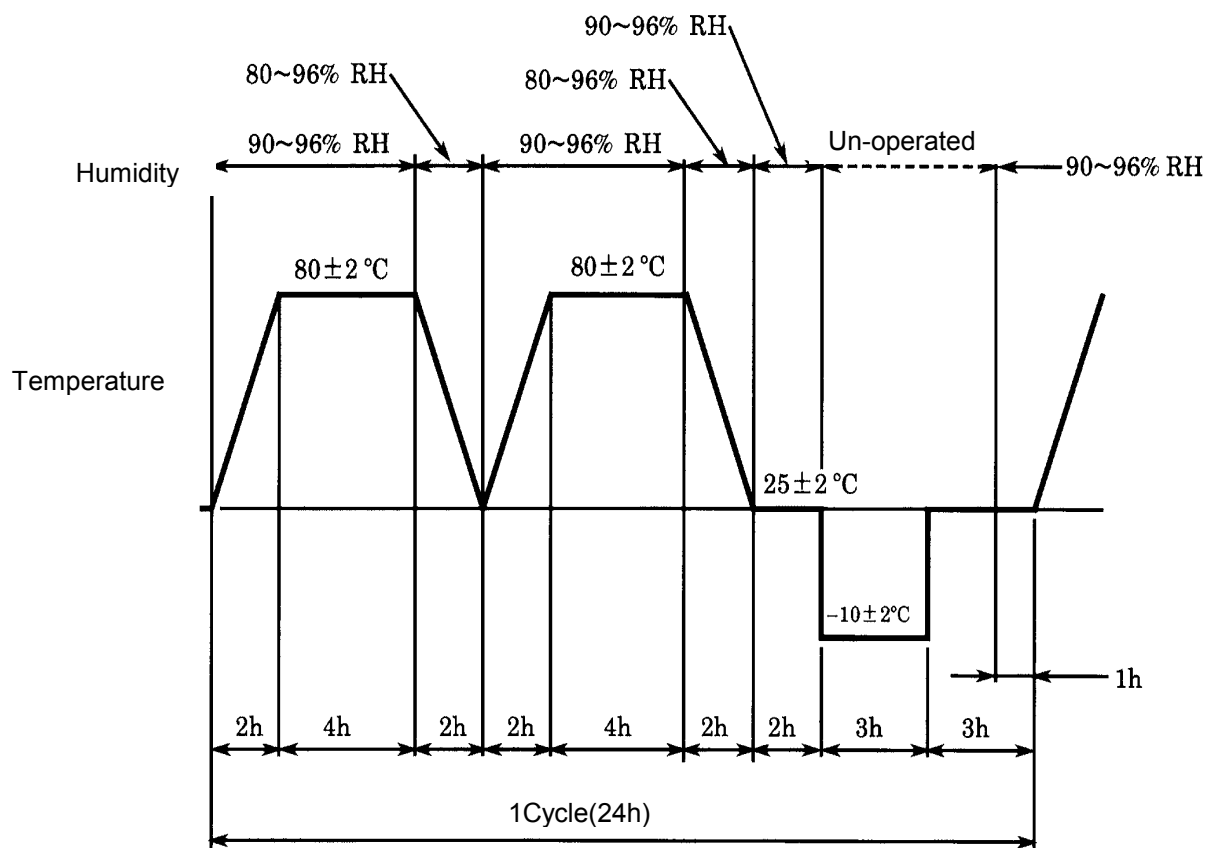 90~96% RH
80~96% RH
80~96% RH
90~96% RH
90~96% RH
Un-operated
Humidity
90~96% RH
80±2 °C
80±2 °C
Temperature
25±2 °C
−10±2°C
1h
2h
4h
2h
2h
4h
2h
2h
3h
3h
1Cycle(24h)